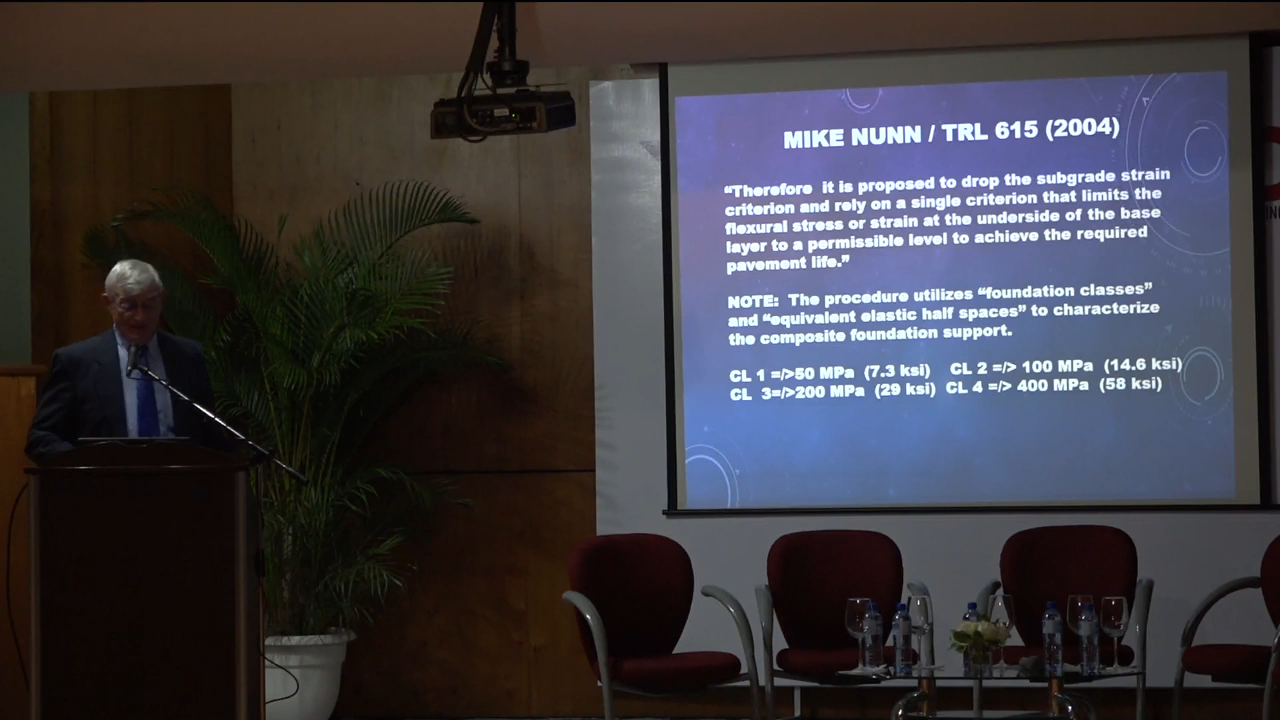 MIKE NUNN / TRL 615 (2004)
“Therefore it is proposed to drop the subgrade strain
criterion and rely on a single criterion that limits the
flexural stress or strain at the underside of the base
layer to a permissible level to achieve the required
pavement life.”
NOTE: The procedure utilizes “foundation classes”
and “equivalent elastic half spaces” to characterize
the composite foundation support.
CL 1 =/>50 MPa (7.3 ksi) CL 2 =/> 100 MPa (14.6 ksi)
CL 3=/>200 MPa (29 ksi) CL 4 =/> 400 MPa (58 ksi)